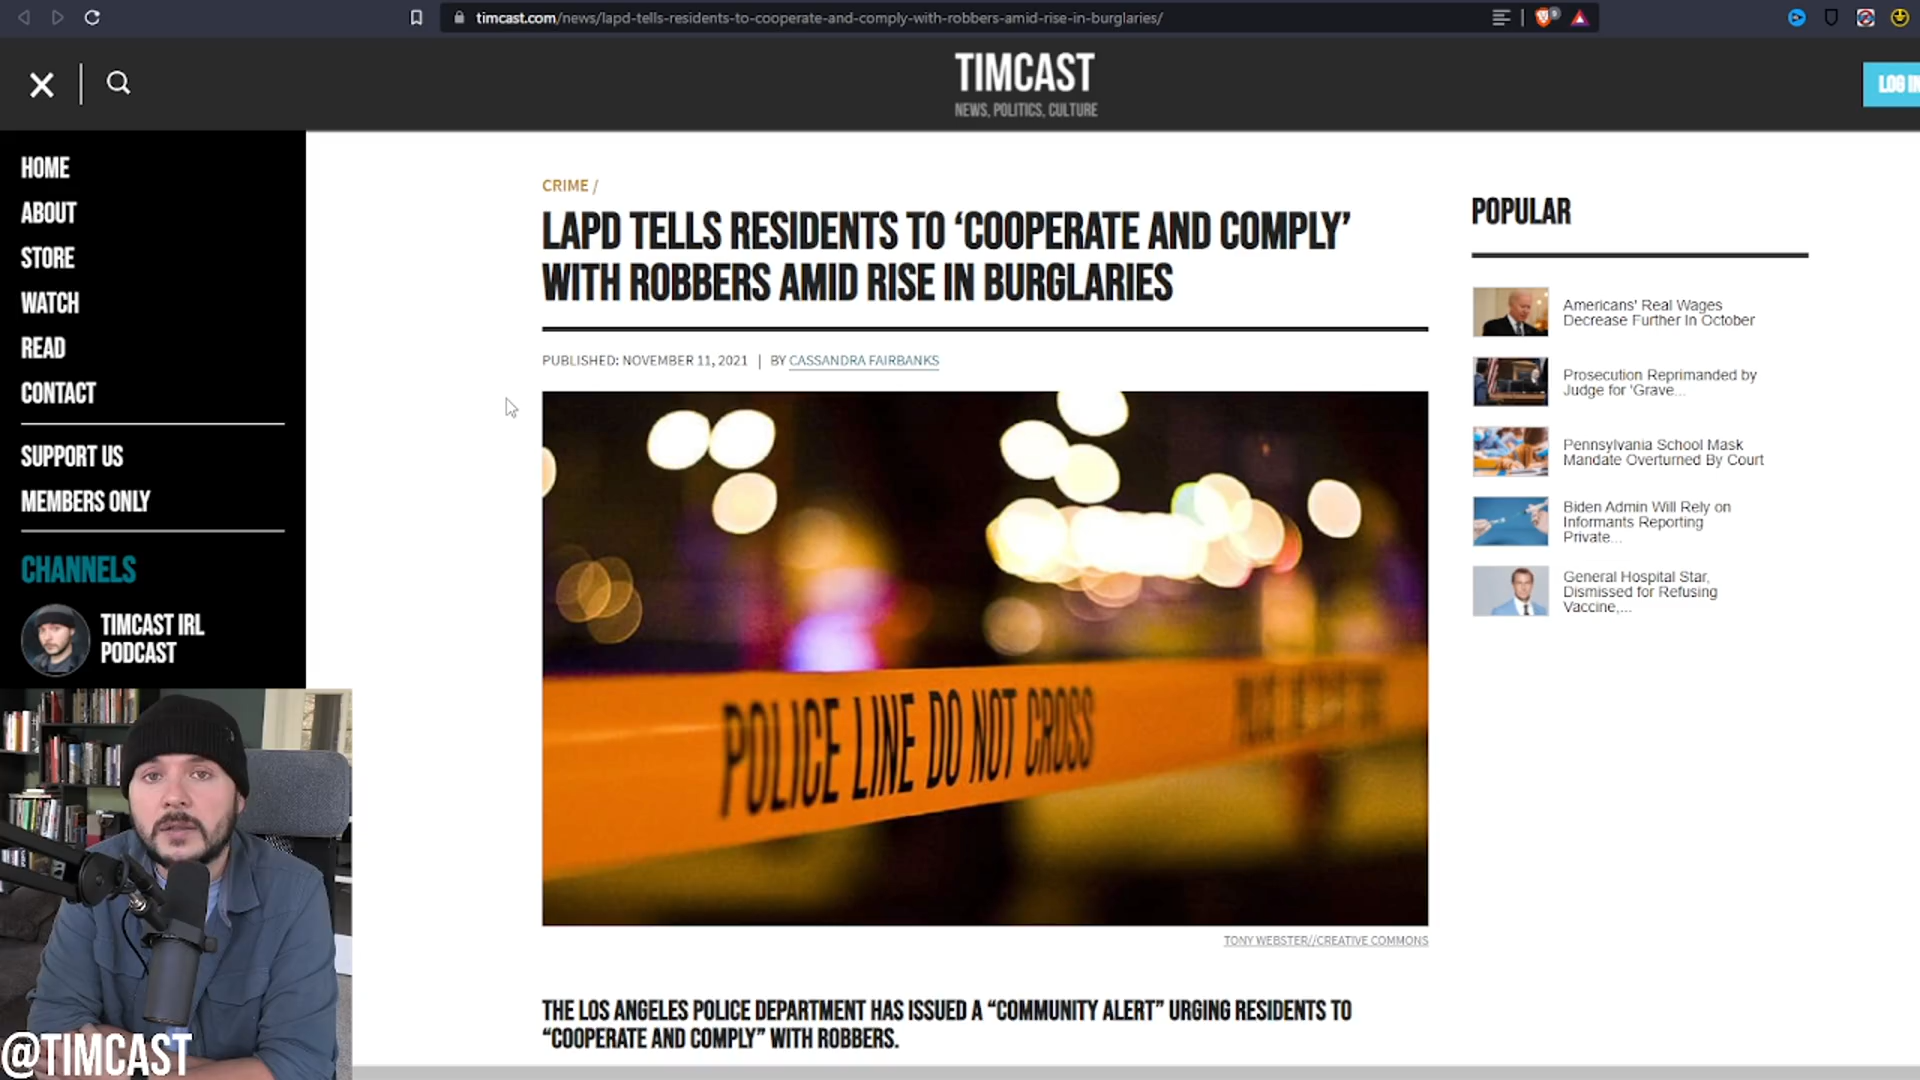 timcast.com/news/lapd-tells-residents-to-cooperate-and-comply-with-robbers-amid-rise-in-burglaries/
TIMCAST
NEWS, POLITICS, CULTURE
LOG IN
HOME
ABOUT
STORE
WATCH
READ
CONTACT
SUPPORT US
MEMBERS ONLY
CHANNELS
TIMCAST IRL
PODCAST
@TIMCAST
CRIME /
LAPD TELLS RESIDENTS TO ‘COOPERATE AND COMPLY’
WITH ROBBERS AMID RISE IN BURGLARIES
PUBLISHED: NOVEMBER 11, 2021 | BY CASSANDRA FAIRBANKS
POLICE LINE DO NOT CROSS
TONY WEBSTER//CREATIVE COMMONS
THE LOS ANGELES POLICE DEPARTMENT HAS ISSUED A “COMMUNITY ALERT” URGING RESIDENTS TO
“COOPERATE AND COMPLY” WITH ROBBERS.
POPULAR
Americans' Real Wages
Decrease Further In October
Prosecution Reprimanded by
Judge for 'Grave...
Pennsylvania School Mask
Mandate Overturned By Court
Biden Admin Will Rely on
Informants Reporting
Private...
General Hospital Star,
Dismissed for Refusing
Vaccine,...